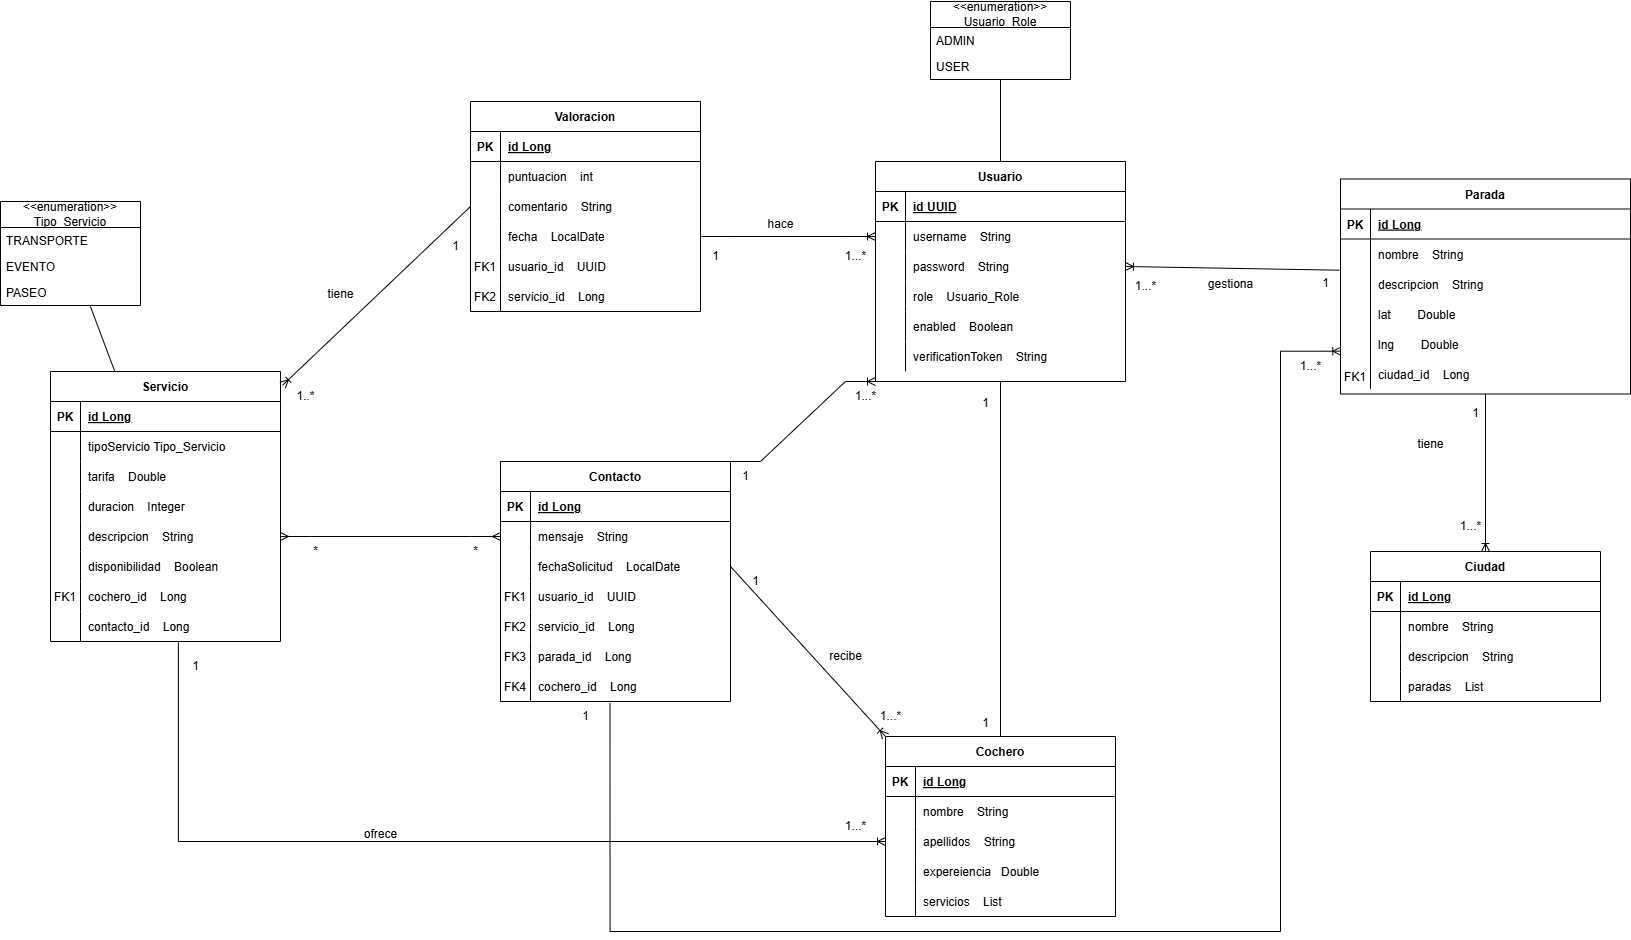 <<enumeration>>
Usuario_Role
ADMIN
USER
Valoracion
PK id Long
puntuacion int
comentario String
fecha LocalDate
FK1 usuario_id UUID
FK2 servicio_id Long
Usuario
PK id UUID
username String
password String
role Usuario_Role
enabled Boolean
verificationToken String
Parada
PK id Long
nombre String
descripcion String
lat Double
lng Double
FK1 ciudad_id Long
<<enumeration>>
Tipo_Servicio
TRANSPORTE
EVENTO
PASEO
hace
1
1...*
1
tiene
1..*
1...*
gestiona
1
1...*
Servicio
PK id Long
tipoServicio Tipo_Servicio
tarifa Double
duracion Integer
descripcion String
disponibilidad Boolean
FK1 cochero_id Long
contacto_id Long
1...*
1
1
1
tiene
1...*
Contacto
PK id Long
mensaje String
fechaSolicitud LocalDate
FK1 usuario_id UUID
FK2 servicio_id Long
FK3 parada_id Long
FK4 cochero_id Long
*
*
1
recibe
1...*
Ciudad
PK id Long
nombre String
descripcion String
paradas List
1
1
1
Cochero
PK id Long
nombre String
apellidos String
expereiencia Double
servicios List
ofrece
1...*